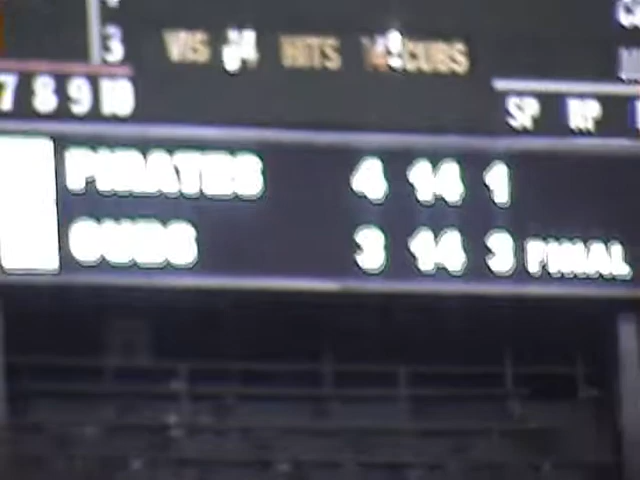 3
VIS 14 HITS CUBS
7 8 9 10
SP RP
PIRATES 4 14 1
CUBS 3 14 3 FINAL